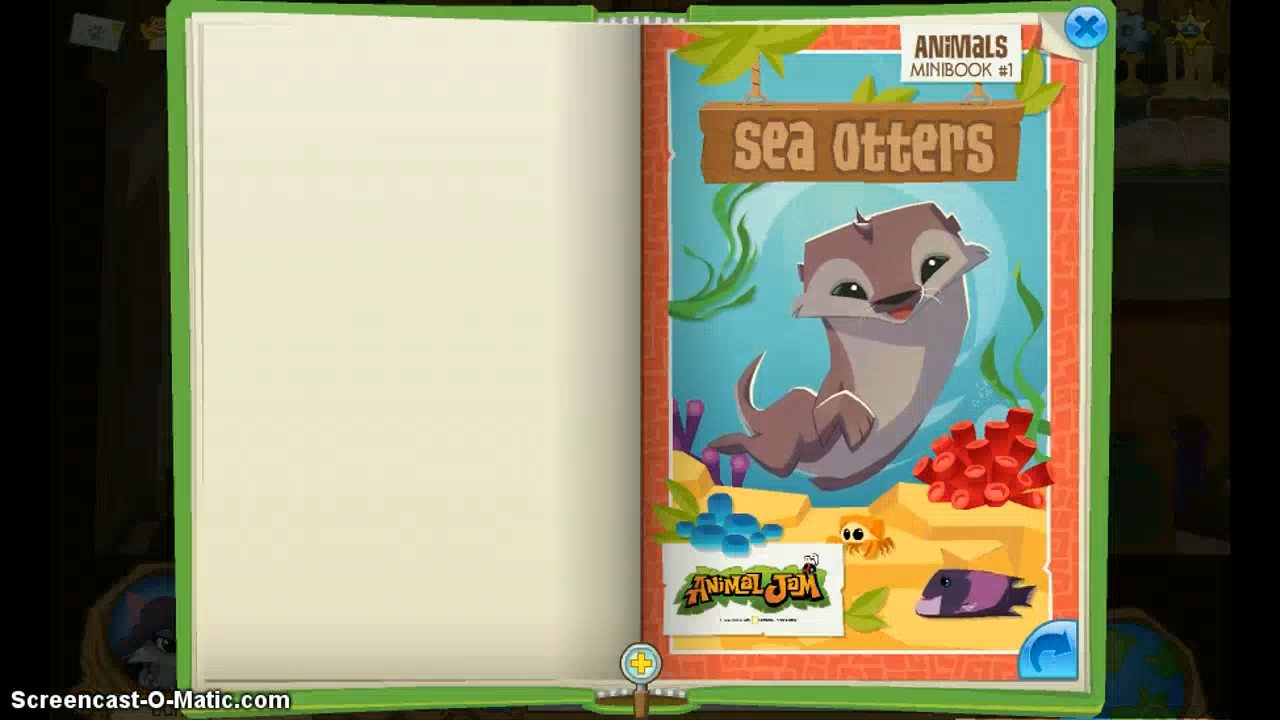 ANIMALS
MINIBOOK #1
sea otters
ANIMAL JAM
Screencast-O-Matic.com